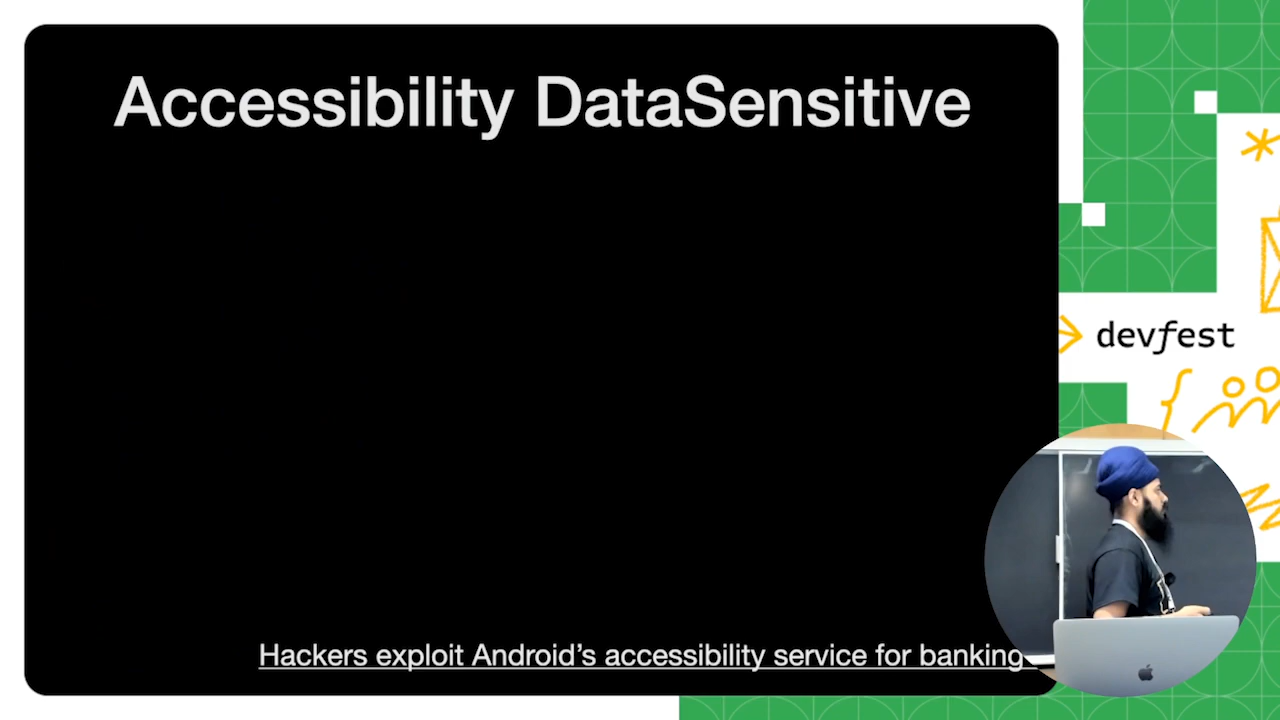 Accessibility DataSensitive
devfest
{
Hackers exploit Android’s accessibility service for banking